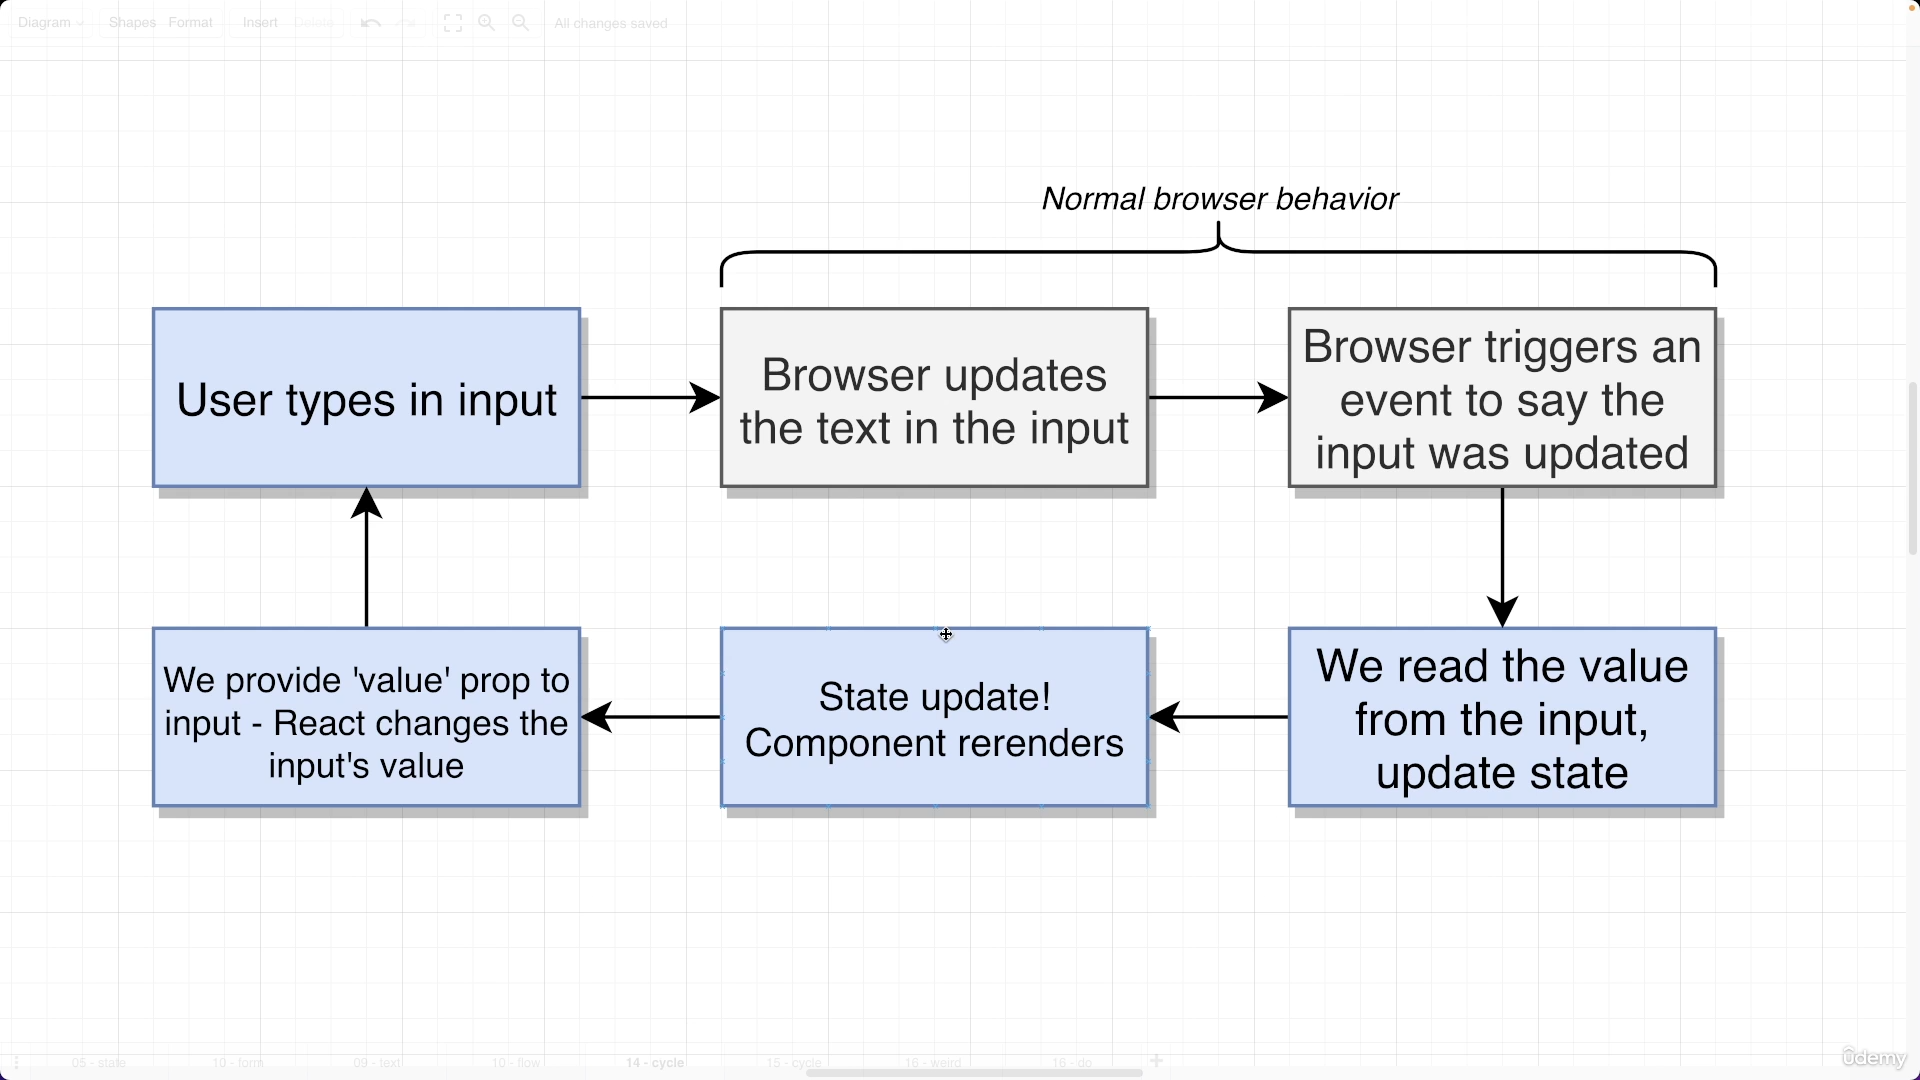 Diagram
Shapes
Format
Insert
Delete
All changes saved
Normal browser behavior
User types in input
Browser updates
the text in the input
Browser triggers an
event to say the
input was updated
We provide 'value' prop to
input - React changes the
input's value
State update!
Component rerenders
We read the value
from the input,
update state
05 - state
10 - form
09 - text
10 - flow
14 - cycle
15 - cycle
16 - weird
16 - do
ûdemy